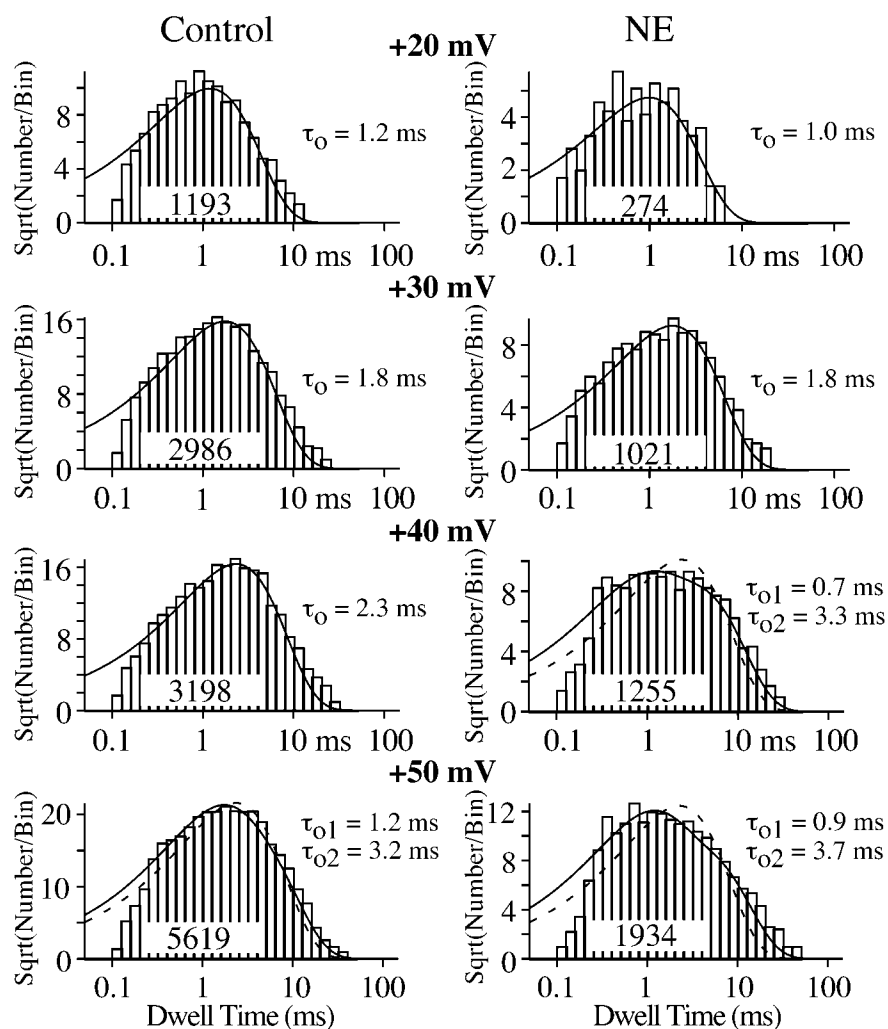 Control
NE
+20 mV
Sqrt(Number/Bin)
8
4
0
τo = 1.2 ms
1193
0.1 1 10 ms 100
Sqrt(Number/Bin)
4
2
0
τo = 1.0 ms
274
0.1 1 10 ms 100
+30 mV
Sqrt(Number/Bin)
16
8
0
τo = 1.8 ms
2986
0.1 1 10 ms 100
Sqrt(Number/Bin)
8
4
0
τo = 1.8 ms
1021
0.1 1 10 ms 100
+40 mV
Sqrt(Number/Bin)
16
8
0
τo = 2.3 ms
3198
0.1 1 10 ms 100
Sqrt(Number/Bin)
8
4
0
τo1 = 0.7 ms
τo2 = 3.3 ms
1255
0.1 1 10 ms 100
+50 mV
Sqrt(Number/Bin)
20
10
0
τo1 = 1.2 ms
τo2 = 3.2 ms
5619
0.1 1 10 100
Dwell Time (ms)
Sqrt(Number/Bin)
12
8
4
0
τo1 = 0.9 ms
τo2 = 3.7 ms
1934
0.1 1 10 100
Dwell Time (ms)